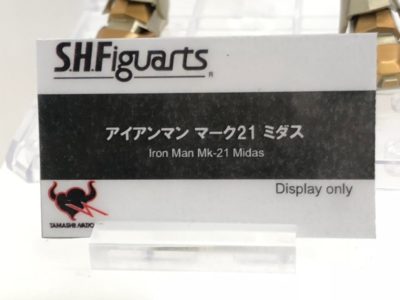 S.H.Figuarts
アイアンマン マーク21 ミダス
Iron Man Mk-21 Midas
Display only
TAMASHII NATIONS